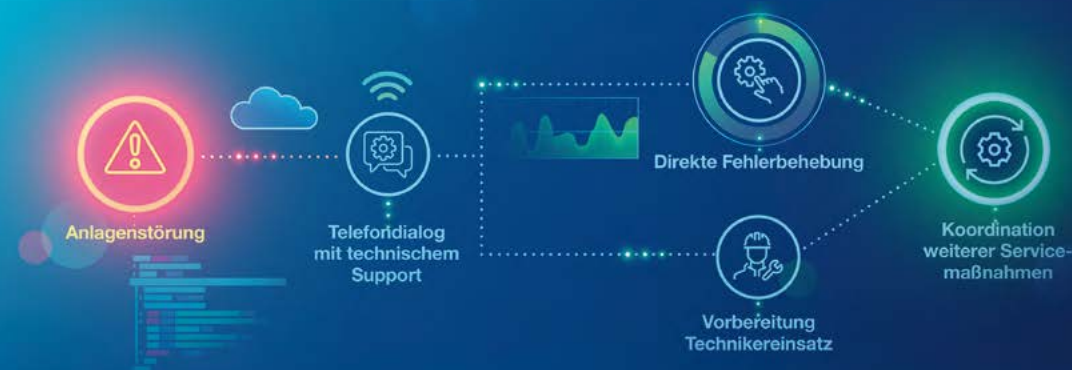 Anlagenstörung
Telefondialog
mit technischem
Support
Direkte Fehlerbehebung
Vorbereitung
Technikereinsatz
Koordination
weiterer Service-
maßnahmen